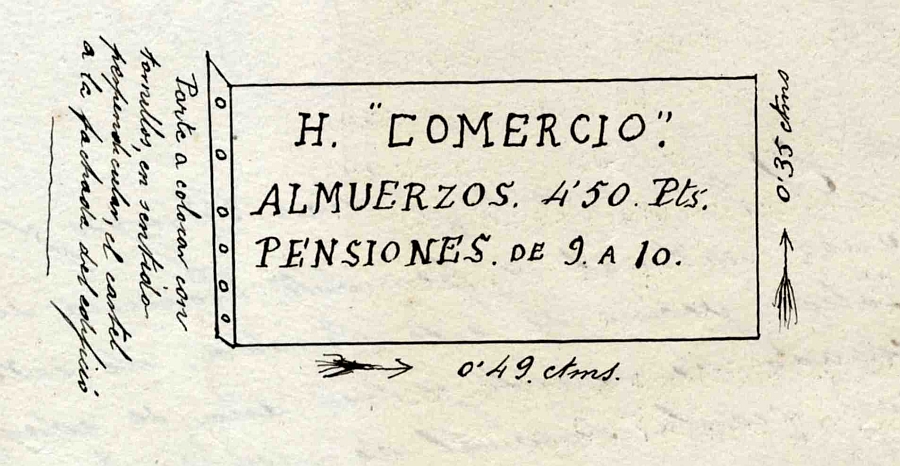 H. "COMERCIO".
ALMUERZOS. 4'50. Pts.
PENSIONES. DE 9. A 10.
0'49. ctms.
0'35 ctms
Parte a colocar con
tornillos, en sentido
perpendicular, el cartel
a la fachada del edificio